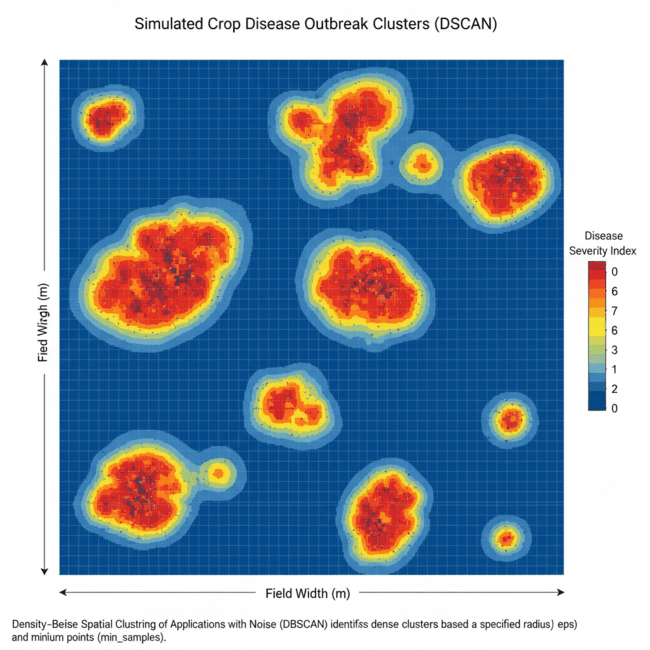 Simulated Crop Disease Outbreak Clusters (DSCAN)
Fied Wirgh (m)
Disease
Severity Index
0
6
7
6
3
1
2
0
Field Width (m)
Density-Beise Spatial Clustring of Applications with Noise (DBSCAN) identifss dense clusters based a specified radius) eps)
and minium points (min_samples).